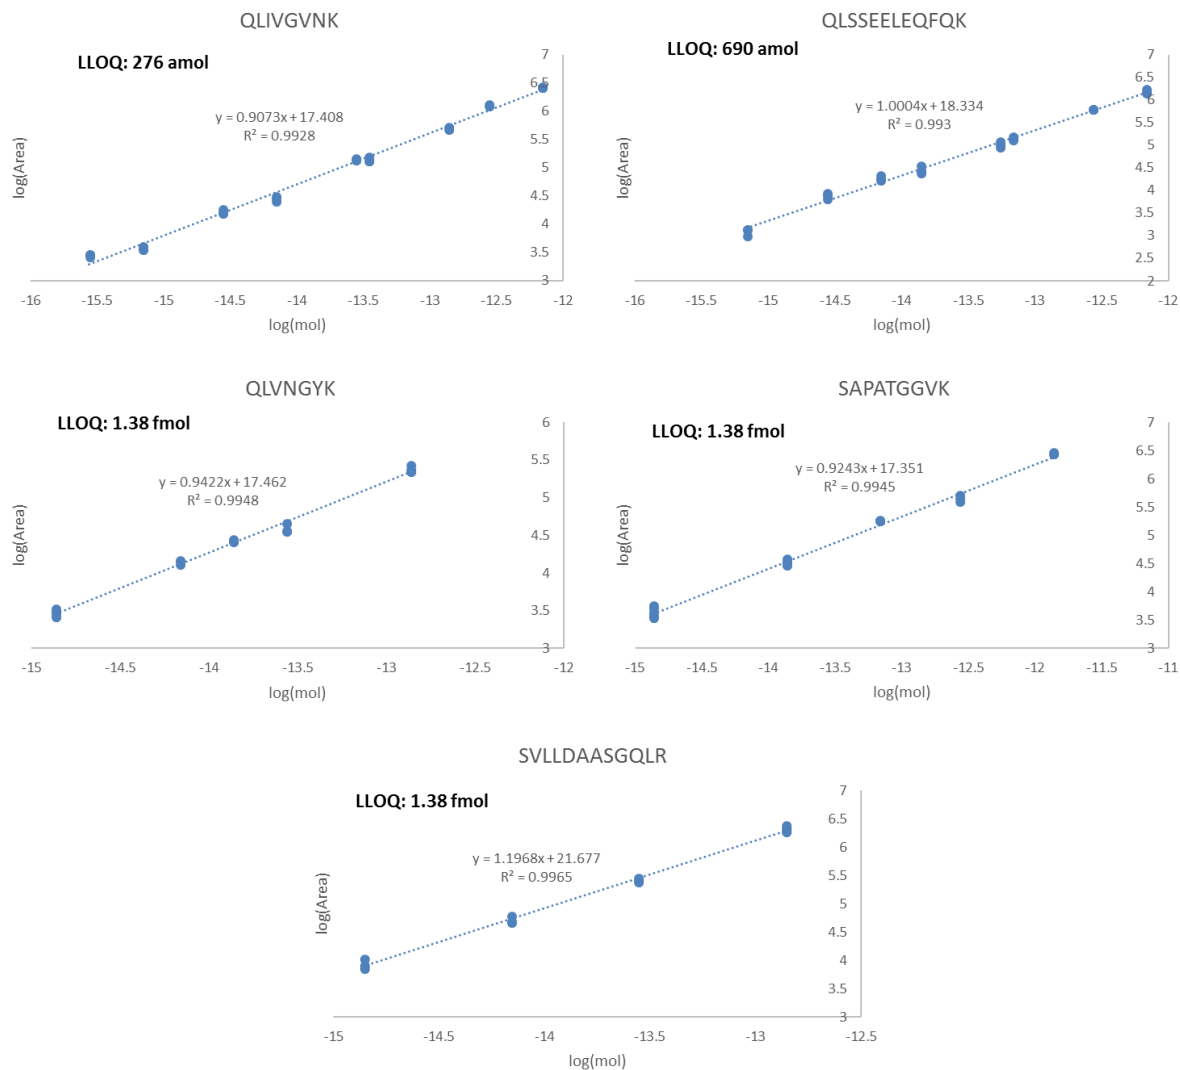 QLIVGVNK
LLOQ: 276 amol
y = 0.9073x + 17.408
R² = 0.9928
log(Area)
7
6.5
6
5.5
5
4.5
4
3.5
3
-16 -15.5 -15 -14.5 -14 -13.5 -13 -12.5 -12
log(mol)
QLSSEELEQFQK
LLOQ: 690 amol
y = 1.0004x + 18.334
R² = 0.993
log(Area)
7
6.5
6
5.5
5
4.5
4
3.5
3
2.5
2
-16 -15.5 -15 -14.5 -14 -13.5 -13 -12.5 -12
log(mol)
QLVNGYK
LLOQ: 1.38 fmol
y = 0.9422x + 17.462
R² = 0.9948
log(Area)
6
5.5
5
4.5
4
3.5
3
-15 -14.5 -14 -13.5 -13 -12.5 -12
log(mol)
SAPATGGVK
LLOQ: 1.38 fmol
y = 0.9243x + 17.351
R² = 0.9945
log(Area)
7
6.5
6
5.5
5
4.5
4
3.5
3
-15 -14.5 -14 -13.5 -13 -12.5 -12 -11.5 -11
log(mol)
SVLLDAASGQLR
LLOQ: 1.38 fmol
y = 1.1968x + 21.677
R² = 0.9965
log(Area)
7
6.5
6
5.5
5
4.5
4
3.5
3
-15 -14.5 -14 -13.5 -13 -12.5
log(mol)